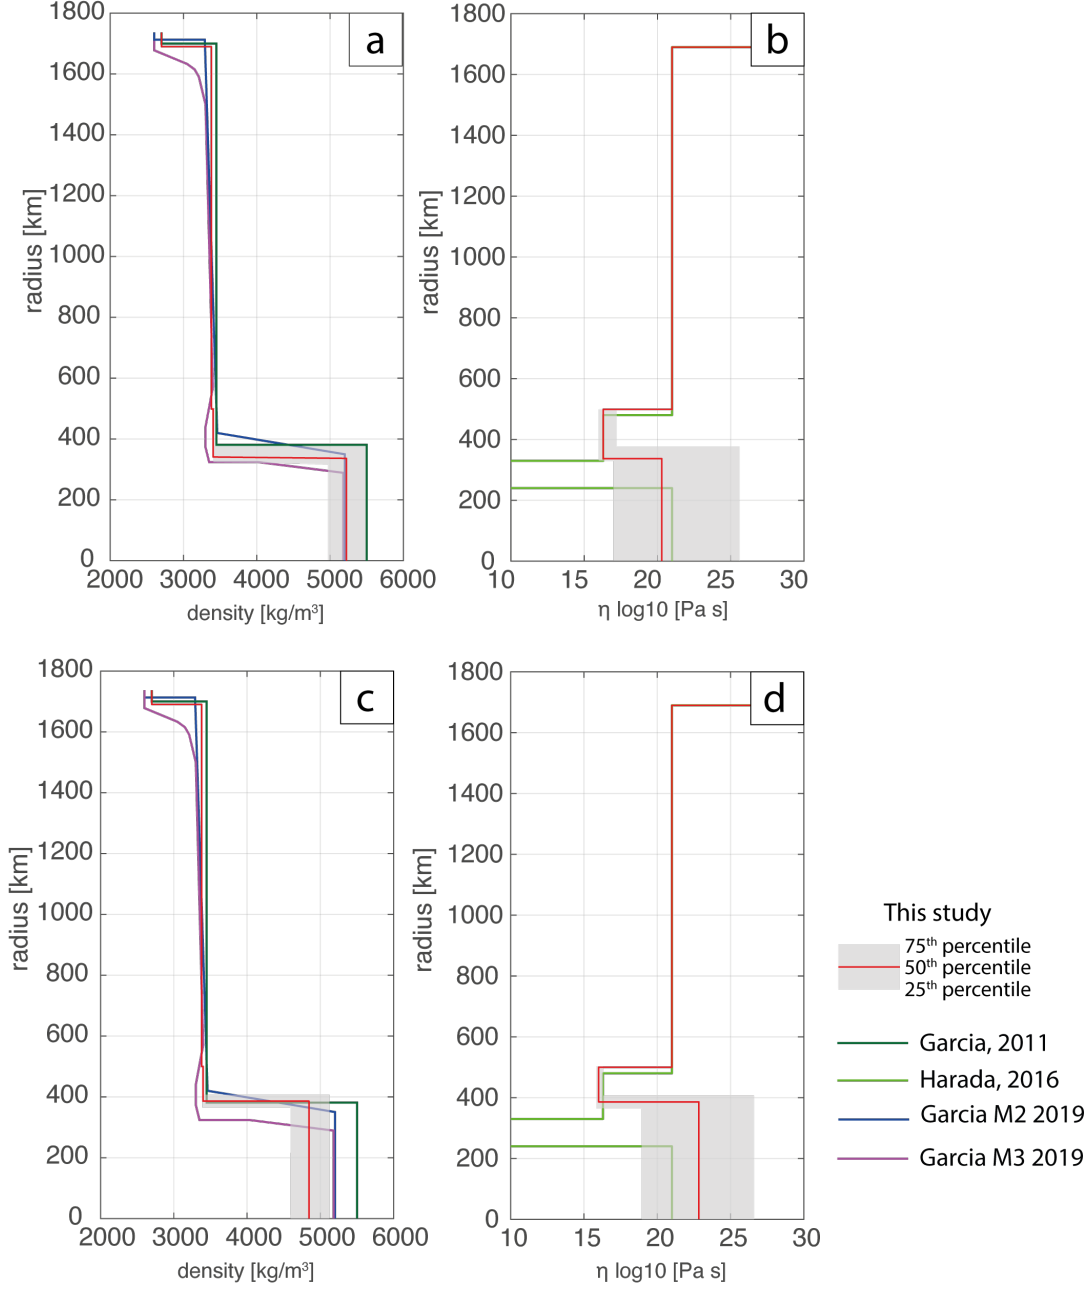 a
1800
1600
1400
1200
1000
800
600
400
200
0
radius [km]
2000 3000 4000 5000 6000
density [kg/m³]
b
1800
1600
1400
1200
1000
800
600
400
200
0
radius [km]
10 15 20 25 30
η log10 [Pa s]
c
1800
1600
1400
1200
1000
800
600
400
200
0
radius [km]
2000 3000 4000 5000 6000
density [kg/m³]
d
1800
1600
1400
1200
1000
800
600
400
200
0
radius [km]
10 15 20 25 30
η log10 [Pa s]
This study
75th percentile
50th percentile
25th percentile
Garcia, 2011
Harada, 2016
Garcia M2 2019
Garcia M3 2019